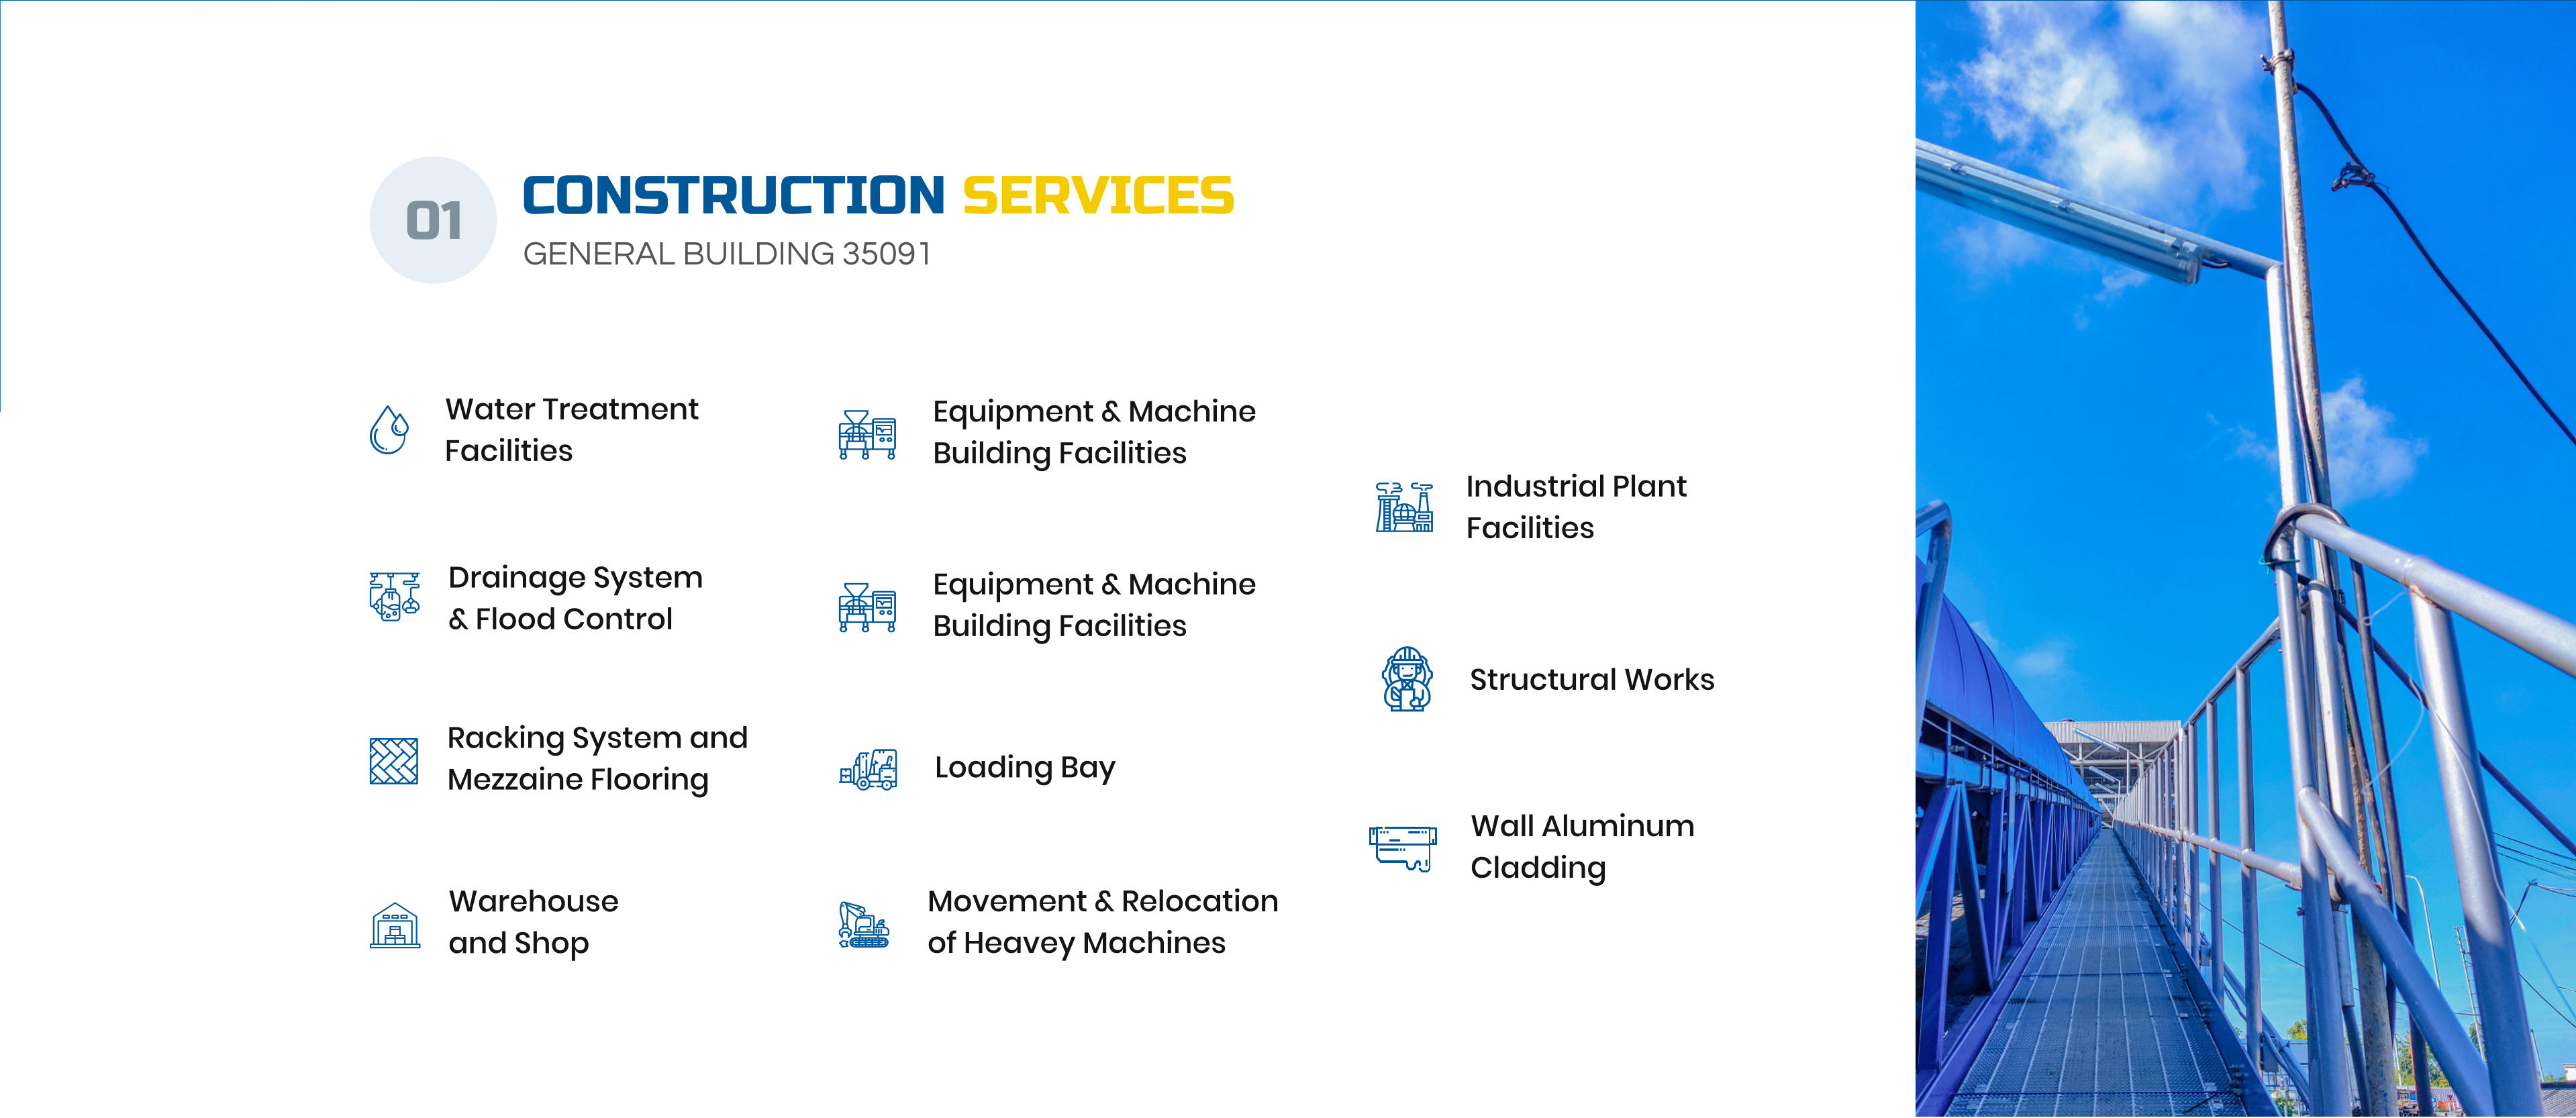 01
CONSTRUCTION SERVICES
GENERAL BUILDING 35091
Water Treatment
Facilities
Drainage System
& Flood Control
Racking System and
Mezzaine Flooring
Warehouse
and Shop
Equipment & Machine
Building Facilities
Equipment & Machine
Building Facilities
Loading Bay
Movement & Relocation
of Heavey Machines
Industrial Plant
Facilities
Structural Works
Wall Aluminum
Cladding